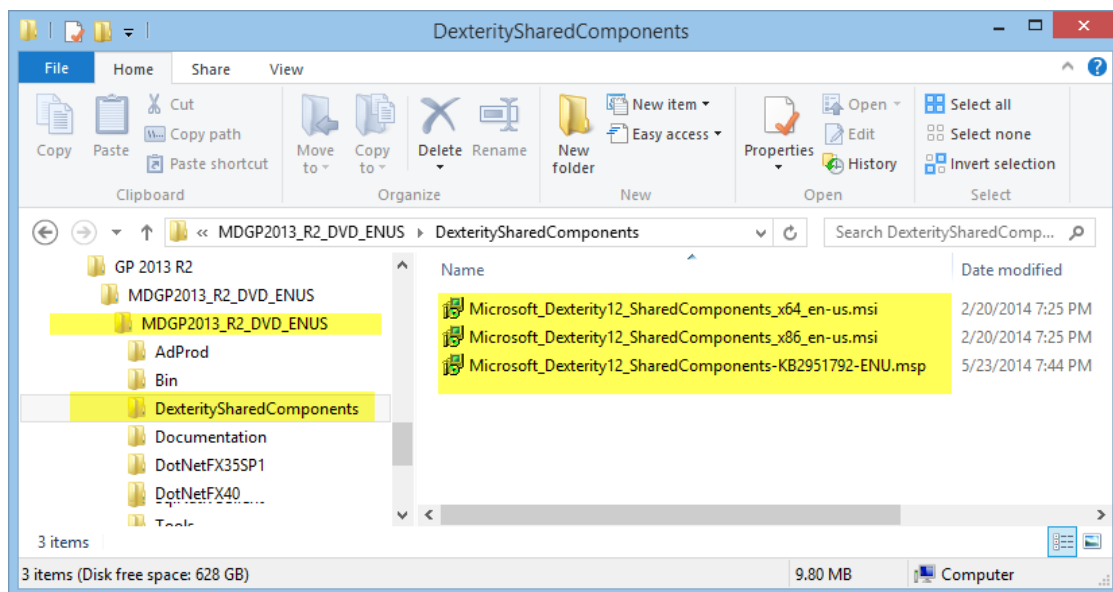 DexteritySharedComponents
File Home Share View
Copy
Paste
Cut
Copy path
Paste shortcut
Clipboard
Move to
Copy to
Delete
Rename
Organize
New folder
New item
Easy access
New
Properties
Open
Edit
History
Open
Select all
Select none
Invert selection
Select
« MDGP2013_R2_DVD_ENUS DexteritySharedComponents
Search DexteritySharedComp...
GP 2013 R2
MDGP2013_R2_DVD_ENUS
MDGP2013_R2_DVD_ENUS
AdProd
Bin
DexteritySharedComponents
Documentation
DotNetFX35SP1
DotNetFX40
Tools
Name Date modified
Microsoft_Dexterity12_SharedComponents_x64_en-us.msi 2/20/2014 7:25 PM
Microsoft_Dexterity12_SharedComponents_x86_en-us.msi 2/20/2014 7:25 PM
Microsoft_Dexterity12_SharedComponents-KB2951792-ENU.msp 5/23/2014 7:44 PM
3 items
3 items (Disk free space: 628 GB) 9.80 MB Computer